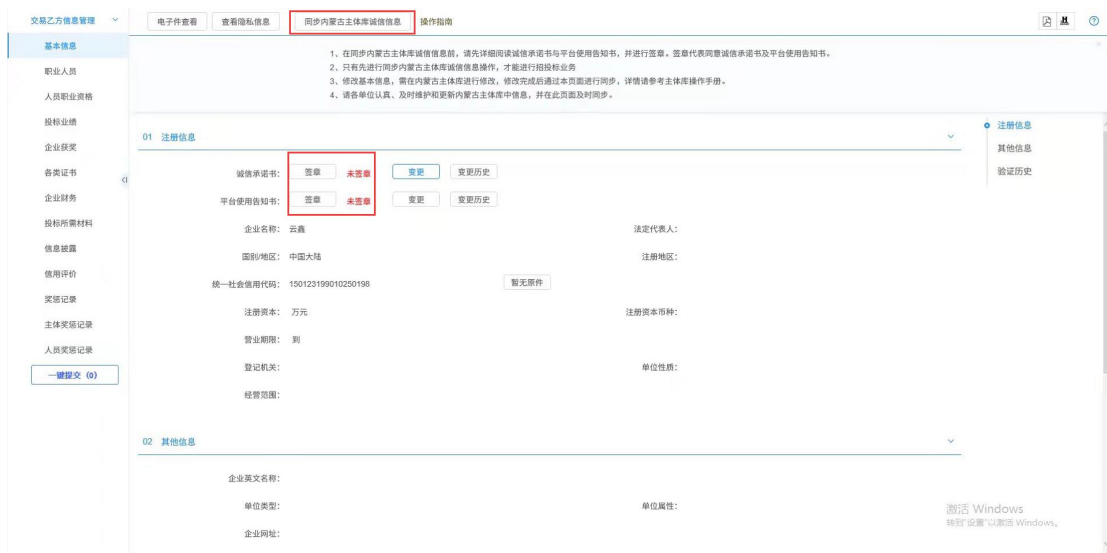 交易乙方信息管理
电子件查看 查看隐私信息 同步内蒙古主体库诚信信息 操作指南
基本信息
职业人员
人员职业资格
投标业绩
企业获奖
各类证书
企业财务
投标所需材料
信息披露
信用评价
奖惩记录
主体奖惩记录
人员奖惩记录
一键提交（0）
1、在同步内蒙古主体库诚信信息前，请先详细阅读诚信承诺书与平台使用告知书，并进行签章。签章代表同意诚信承诺书及平台使用告知书。
2、只有先进行同步内蒙古主体库诚信信息操作，才能进行招投标业务
3、修改基本信息，需在内蒙古主体库进行修改，修改完成后通过本页面进行同步，详情请参考主体库操作手册。
4、请各单位认真、及时维护和更新内蒙古主体库中信息，并在此页面及时同步。
01 注册信息
诚信承诺书： 签章 未签章 变更 变更历史
平台使用告知书： 签章 未签章 变更 变更历史
企业名称： 云鑫 法定代表人：
国别/地区： 中国大陆 注册地区：
统一社会信用代码： 150123199010250198 暂无原件
注册资本： 万元 注册资本币种：
营业期限： 到
登记机关： 单位性质：
经营范围：
02 其他信息
企业英文名称：
单位类型： 单位属性：
企业网址：
注册信息
其他信息
验证历史
激活 Windows
转到"设置"以激活 Windows。